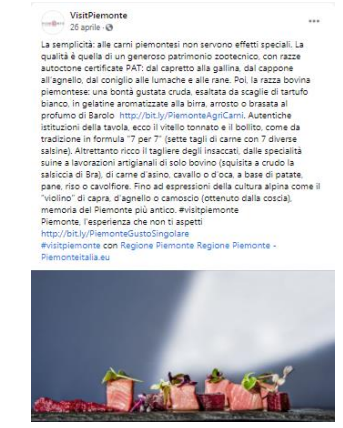 VisitPiemonte
26 aprile ·
La semplicità: alle carni piemontesi non servono effetti speciali. La
qualità è quella di un generoso patrimonio zootecnico, con razze
autoctone certificate PAT: dal capretto alla gallina, dal cappone
all'agnello, dal coniglio alle lumache e alle rane. Poi, la razza bovina
piemontese: una bontà gustata cruda, esaltata da scaglie di tartufo
bianco, in gelatine aromatizzate alla birra, arrosto o brasata al
profumo di Barolo http://bit.ly/PiemonteAgriCarni. Autentiche
istituzioni della tavola, ecco il vitello tonnato e il bollito, come da
tradizione in formula "7 per 7" (sette tagli di carne con 7 diverse
salsine). Altrettanto ricco il tagliere degli insaccati, dalle specialità
suine a lavorazioni artigianali di solo bovino (squisita a crudo la
salsiccia di Bra), di carne d'asino, cavallo o d'oca, a base di patate,
pane, riso o cavolfiore. Fino ad espressioni della cultura alpina come il
"violino" di capra, d'agnello o camoscio (ottenuto dalla coscia),
memoria del Piemonte più antico. #visitpiemonte
Piemonte, l'esperienza che non ti aspetti
http://bit.ly/PiemonteGustoSingolare
#visitpiemonte con Regione Piemonte Regione Piemonte -
Piemonteitalia.eu